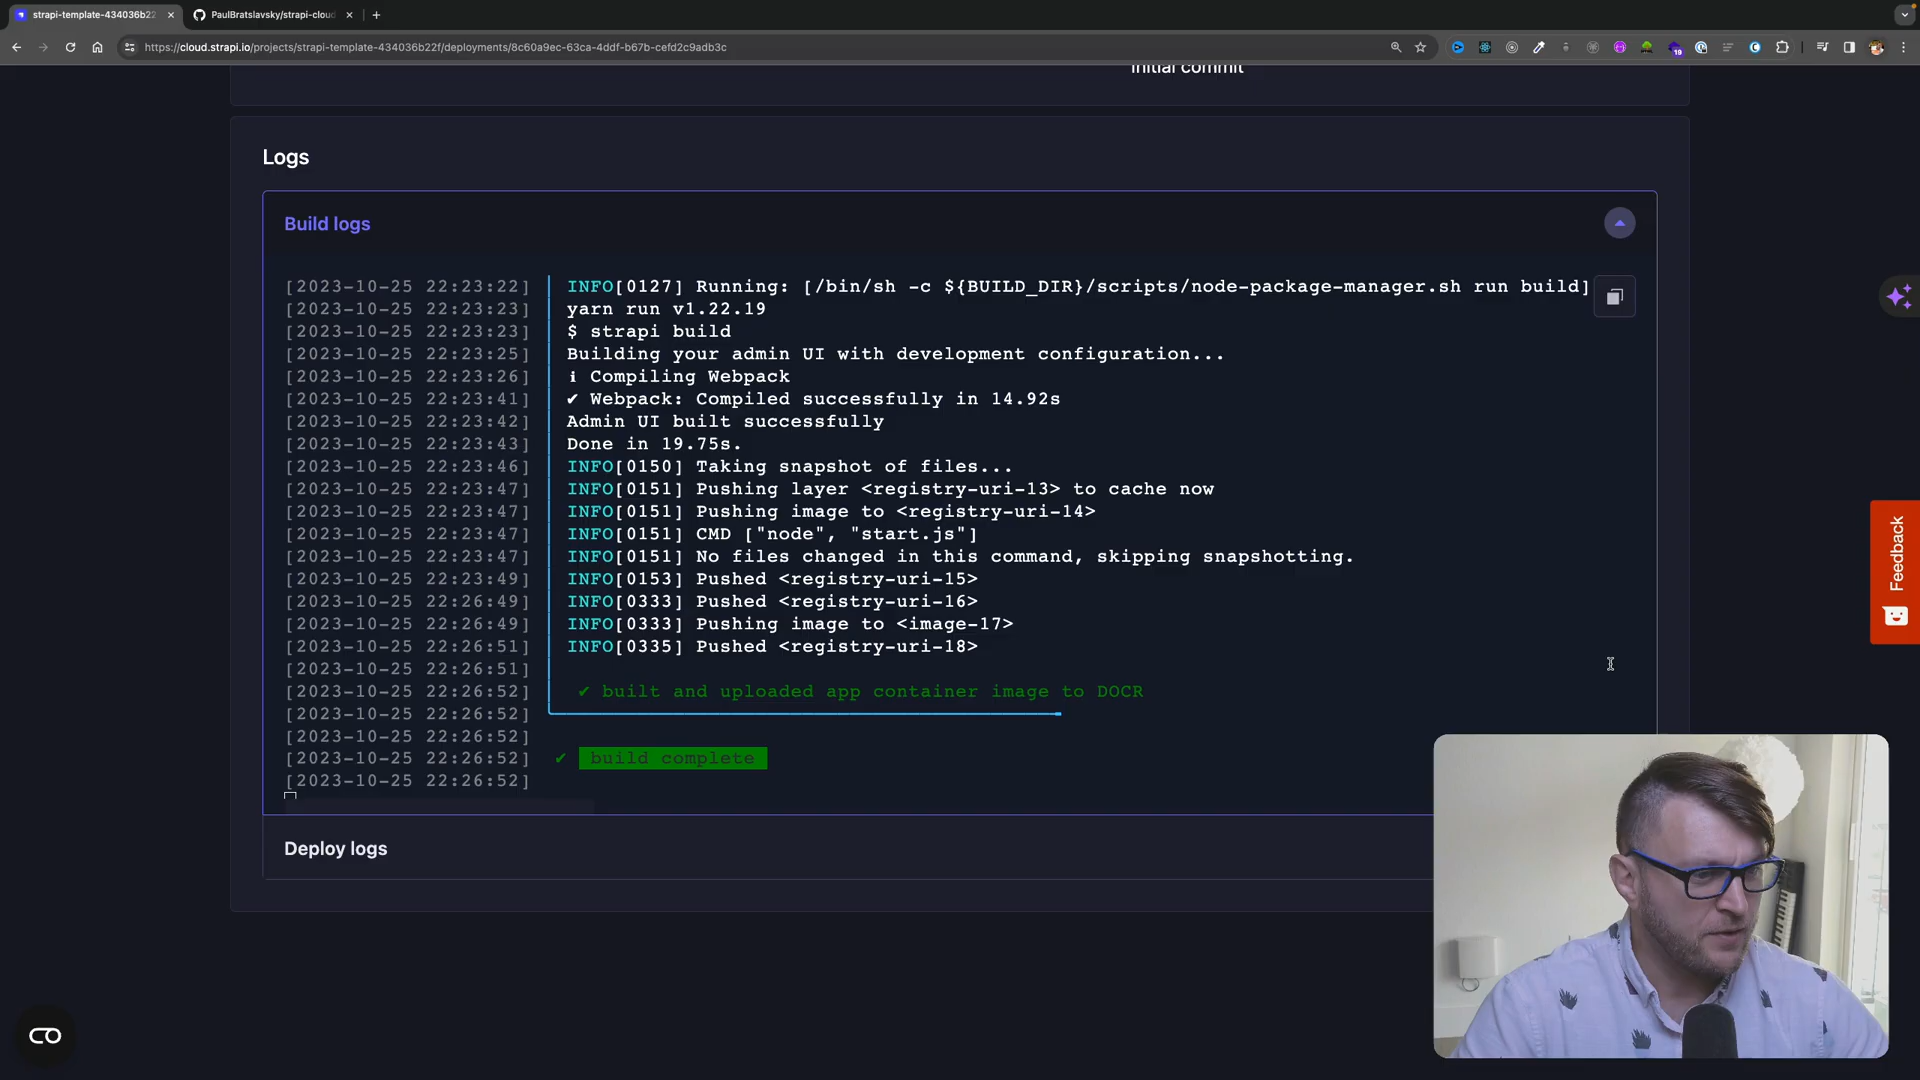 strapi-template-434036b22
PaulBratslavsky/strapi-cloud
https://cloud.strapi.io/projects/strapi-template-434036b22f/deployments/8c60a9ec-63ca-4ddf-b67b-cefd2c9adb3c
19
initial commit
Logs
Build logs
[2023-10-25 22:23:22] INFO[0127] Running: [/bin/sh -c ${BUILD_DIR}/scripts/node-package-manager.sh run build]
[2023-10-25 22:23:23] yarn run v1.22.19
[2023-10-25 22:23:23] $ strapi build
[2023-10-25 22:23:25] Building your admin UI with development configuration...
[2023-10-25 22:23:26] ℹ Compiling Webpack
[2023-10-25 22:23:41] ✔ Webpack: Compiled successfully in 14.92s
[2023-10-25 22:23:42] Admin UI built successfully
[2023-10-25 22:23:43] Done in 19.75s.
[2023-10-25 22:23:46] INFO[0150] Taking snapshot of files...
[2023-10-25 22:23:47] INFO[0151] Pushing layer <registry-uri-13> to cache now
[2023-10-25 22:23:47] INFO[0151] Pushing image to <registry-uri-14>
[2023-10-25 22:23:47] INFO[0151] CMD ["node", "start.js"]
[2023-10-25 22:23:47] INFO[0151] No files changed in this command, skipping snapshotting.
[2023-10-25 22:23:49] INFO[0153] Pushed <registry-uri-15>
[2023-10-25 22:26:49] INFO[0333] Pushed <registry-uri-16>
[2023-10-25 22:26:49] INFO[0333] Pushing image to <image-17>
[2023-10-25 22:26:51] INFO[0335] Pushed <registry-uri-18>
[2023-10-25 22:26:51]
[2023-10-25 22:26:52] ✔ built and uploaded app container image to DOCR
[2023-10-25 22:26:52]
[2023-10-25 22:26:52]
[2023-10-25 22:26:52] ✔ build complete
[2023-10-25 22:26:52]
Deploy logs
Feedback